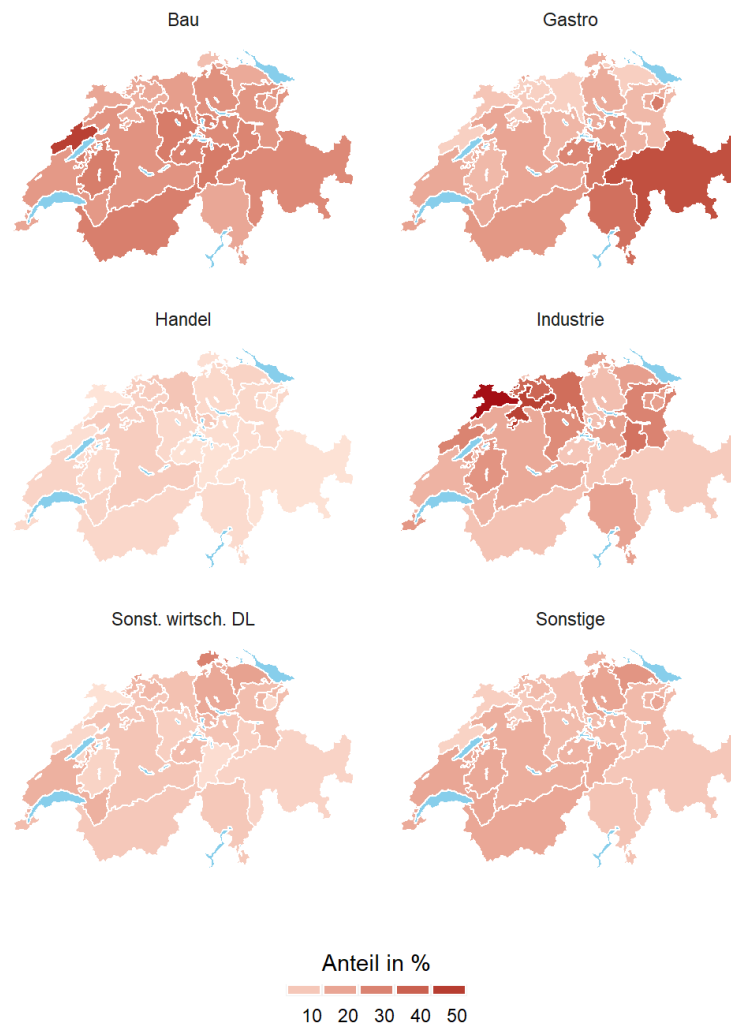 Bau
Gastro
Handel
Industrie
Sonst. wirtsch. DL
Sonstige
Anteil in %
10 20 30 40 50